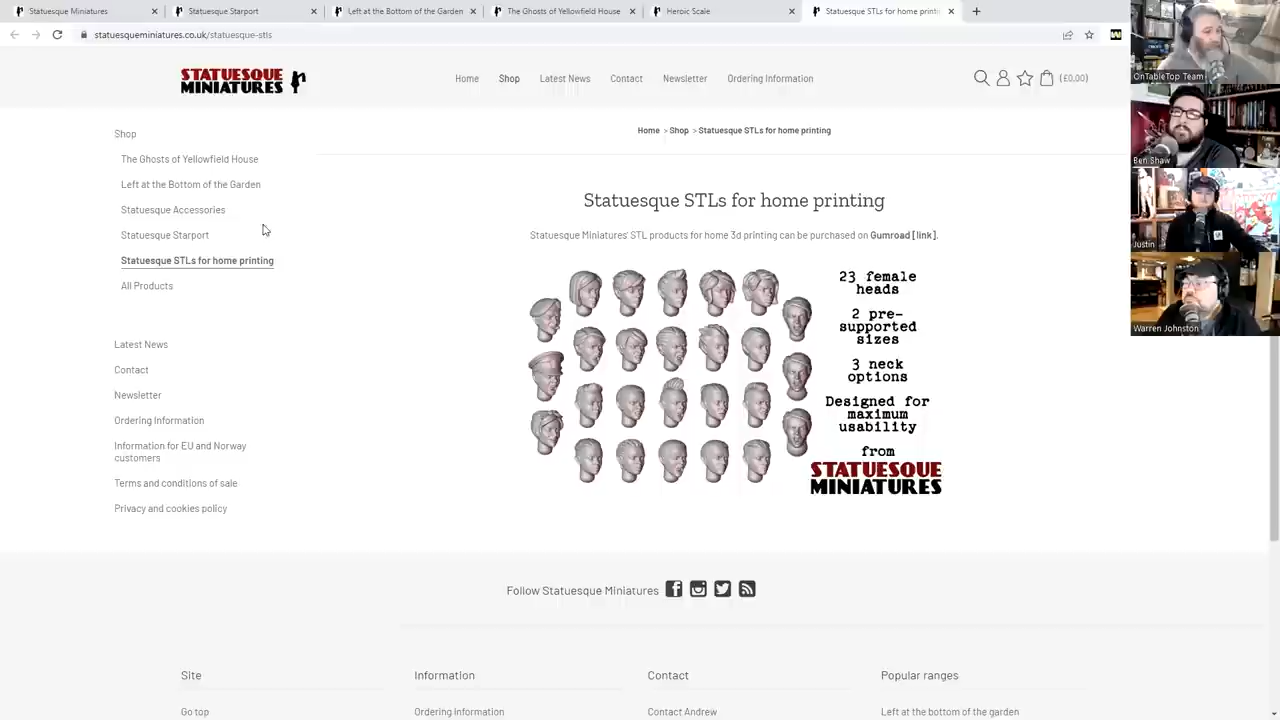 Statuesque Miniatures
Statuesque Starport
Left at the Bottom of the Garden
The Ghosts of Yellowfield House
Heroic Scale
Statuesque STLs for home printi
statuesqueminiatures.co.uk/statuesque-stls
STATUESQUE
MINIATURES
Home
Shop
Latest News
Contact
Newsletter
Ordering Information
(£0.00)
OnTableTop Team
Ben Shaw
Justin
Warren Johnston
Shop
The Ghosts of Yellowfield House
Left at the Bottom of the Garden
Statuesque Accessories
Statuesque Starport
Statuesque STLs for home printing
All Products
Latest News
Contact
Newsletter
Ordering Information
Information for EU and Norway
customers
Terms and conditions of sale
Privacy and cookies policy
Home > Shop > Statuesque STLs for home printing
Statuesque STLs for home printing
Statuesque Miniatures' STL products for home 3d printing can be purchased on Gumroad [link].
23 female
heads
2 pre-
supported
sizes
3 neck
options
Designed for
maximum
usability
from
STATUESQUE
MINIATURES
Follow Statuesque Miniatures
Site
Go top
Information
Ordering Information
Contact
Contact Andrew
Popular ranges
Left at the bottom of the garden